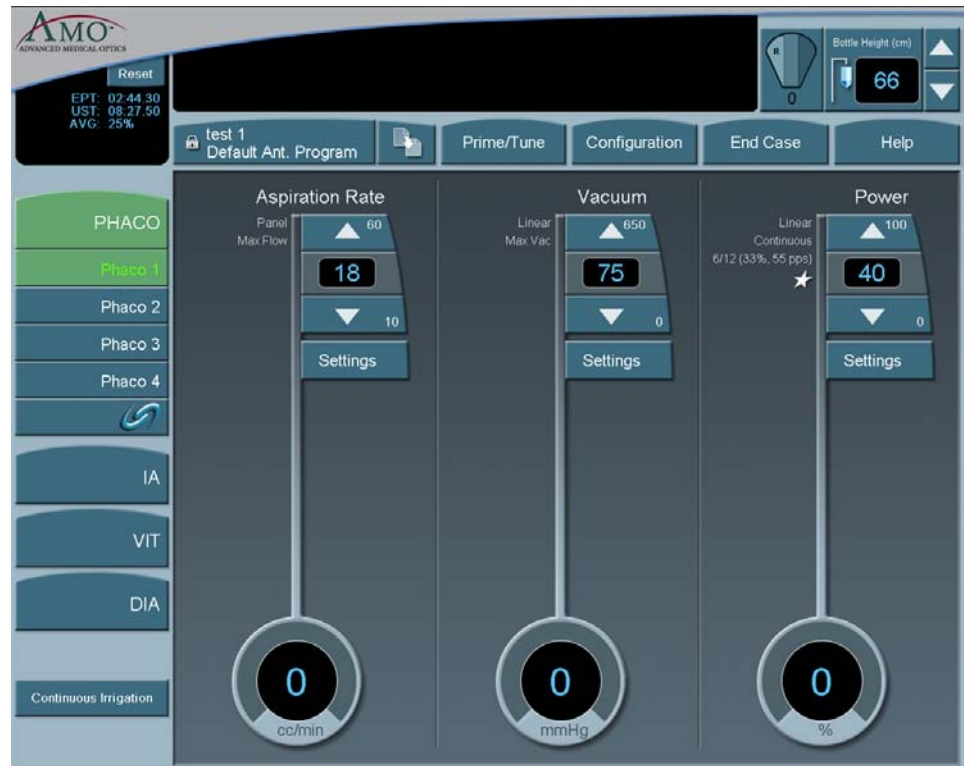 AMO
ADVANCED MEDICAL OPTICS
Reset
EPT: 02:44.30
UST: 08:27.50
AVG: 25%
R
0
Bottle Height (cm)
66
test 1
Default Ant. Program
Prime/Tune
Configuration
End Case
Help
PHACO
Phaco 1
Phaco 2
Phaco 3
Phaco 4
IA
VIT
DIA
Continuous Irrigation
Aspiration Rate
Panel
Max Flow
60
18
10
Settings
0
cc/min
Vacuum
Linear
Max Vac
650
75
0
Settings
0
mmHg
Power
Linear
Continuous
6/12 (33%, 55 pps)
100
40
0
Settings
0
%